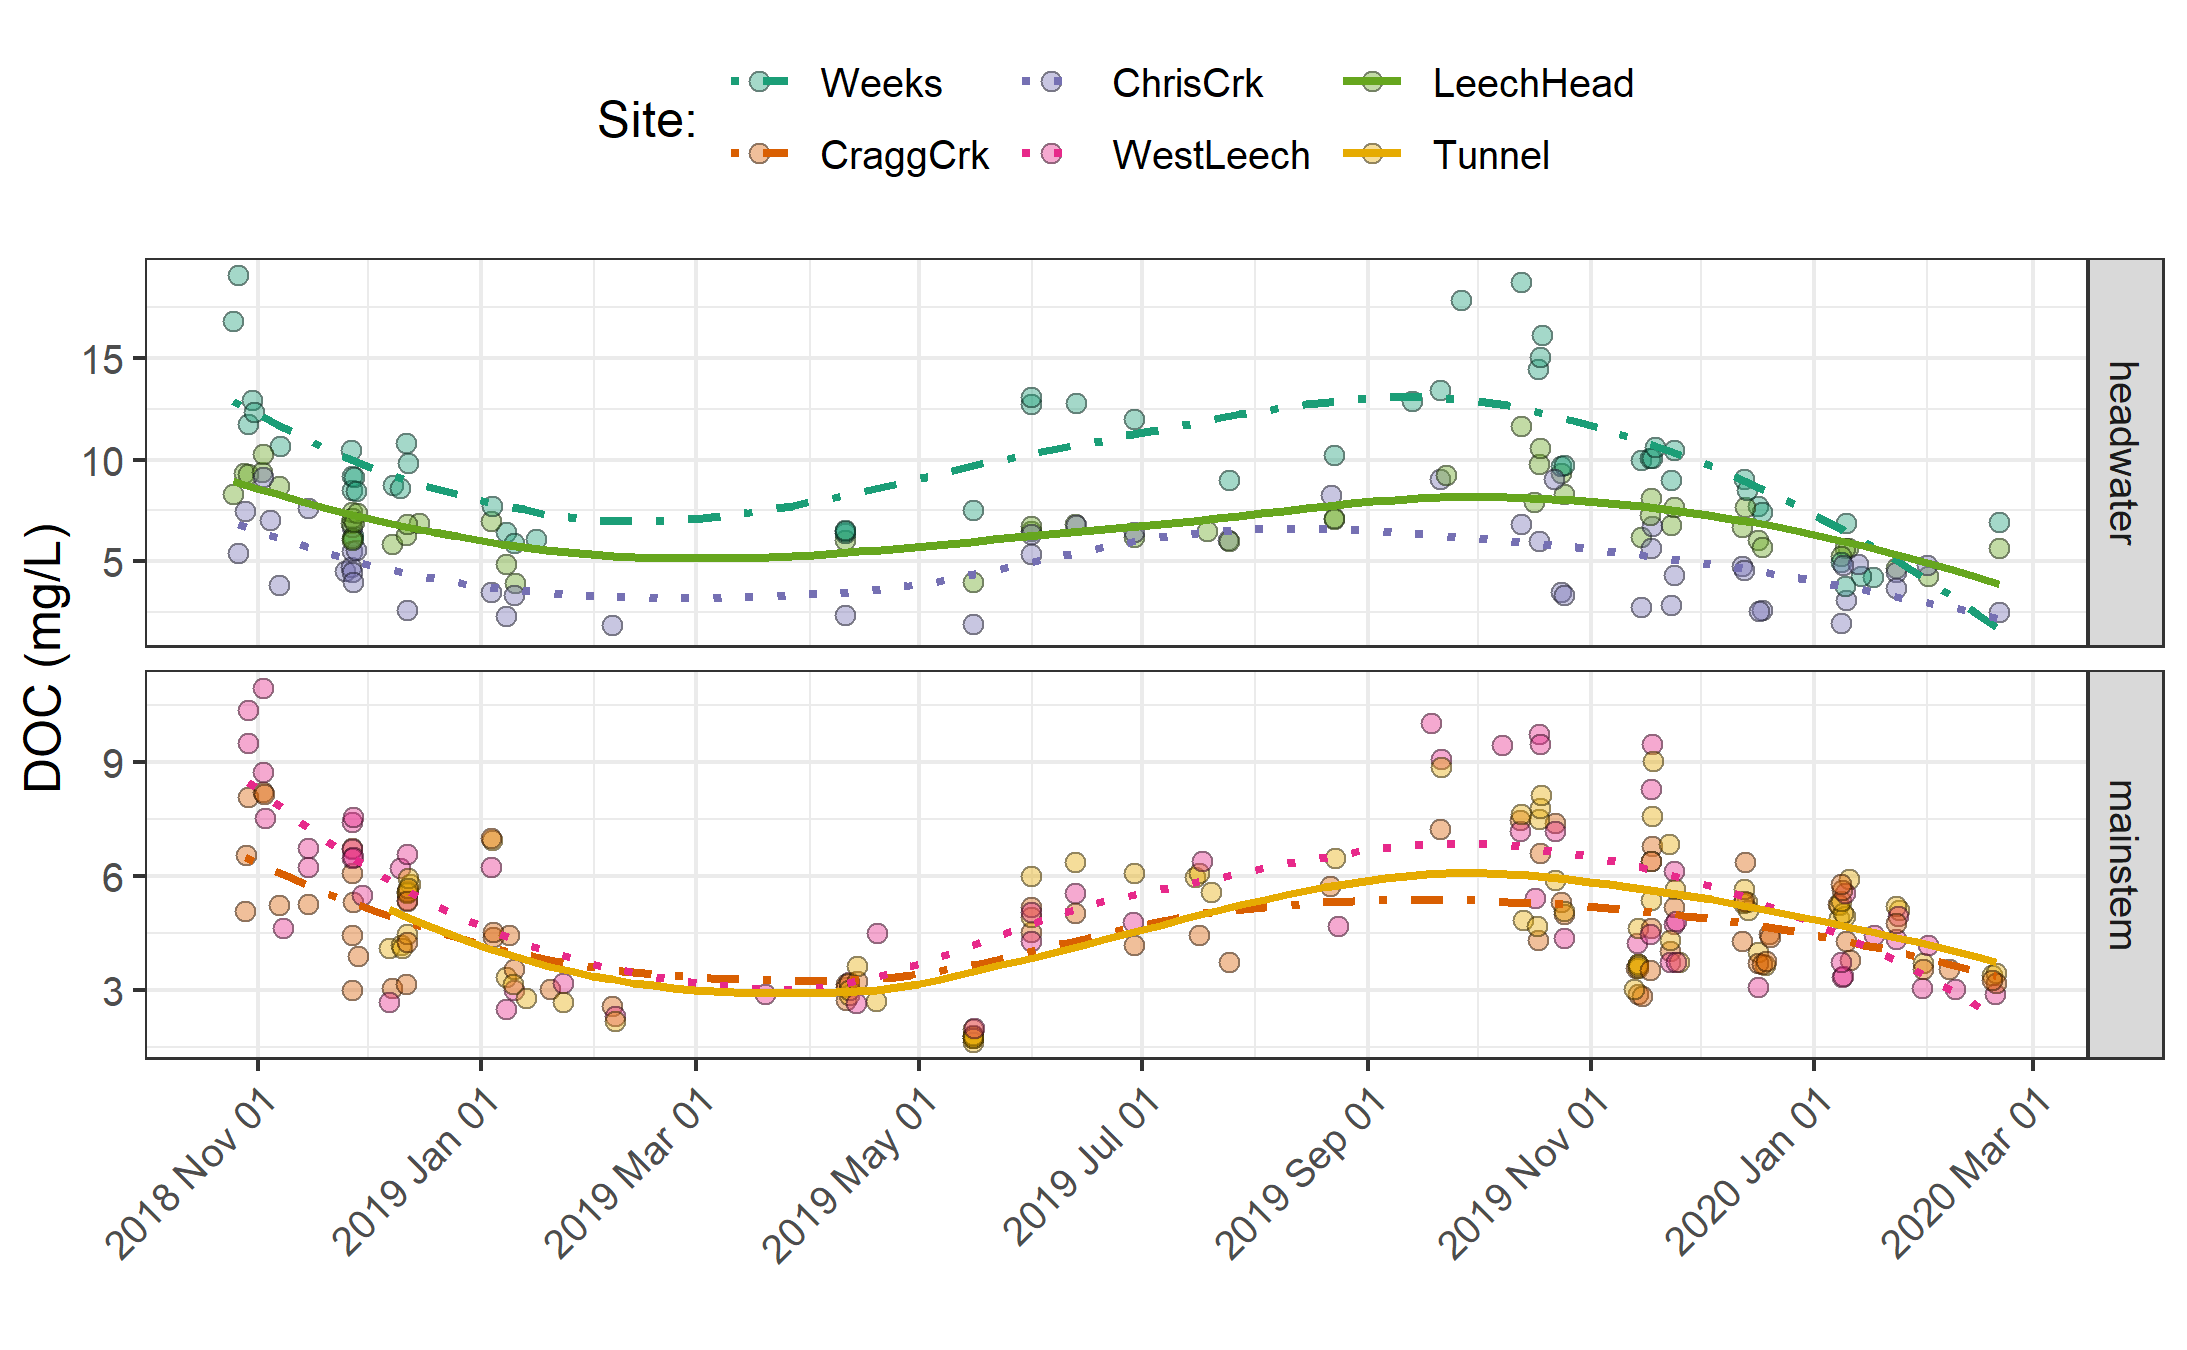 Site:
Weeks
ChrisCrk
LeechHead
CraggCrk
WestLeech
Tunnel
DOC (mg/L)
15
10
5
headwater
9
6
3
mainstem
2018 Nov 01
2019 Jan 01
2019 Mar 01
2019 May 01
2019 Jul 01
2019 Sep 01
2019 Nov 01
2020 Jan 01
2020 Mar 01